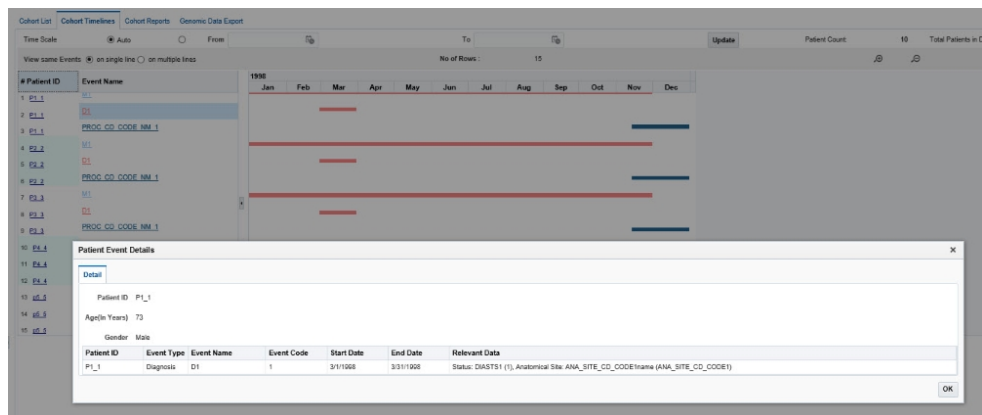 Cohort List Cohort Timelines Cohort Reports Genomic Data Export
Time Scale Auto From To Update Patient Count: 10 Total Patients in D
View same Events on single line on multiple lines No of Rows : 15
# Patient ID Event Name 1998
Jan Feb Mar Apr May Jun Jul Aug Sep Oct Nov Dec
1 P1_1 M1
2 P1_1 D1
3 P1_1 PROC_CD_CODE_NM_1
4 P2_2 M1
5 P2_2 D1
6 P2_2 PROC_CD_CODE_NM_1
7 P3_3 M1
8 P3_3 D1
9 P3_3 PROC_CD_CODE_NM_1
10 P4_4
11 P4_4
12 P4_4
13 p5_5
14 p5_5
15 p5_5
Patient Event Details
Detail
Patient ID P1_1
Age(In Years) 73
Gender Male
Patient ID Event Type Event Name Event Code Start Date End Date Relevant Data
P1_1 Diagnosis D1 1 3/1/1998 3/31/1998 Status: DIASTS1 (1), Anatomical Site: ANA_SITE_CD_CODE1name (ANA_SITE_CD_CODE1)
OK